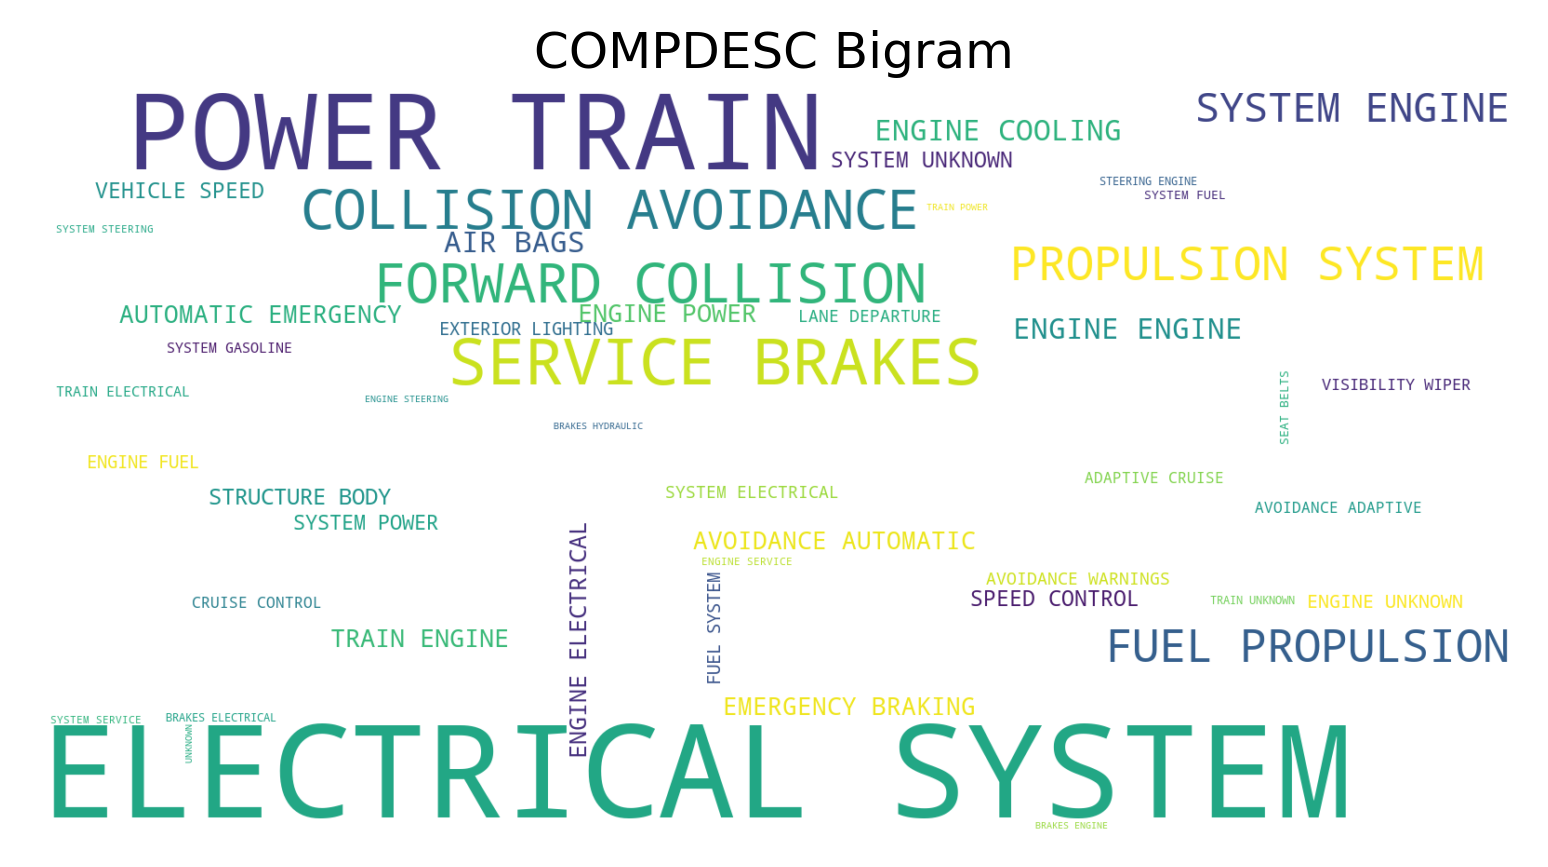 COMPDESC Bigram
POWER TRAIN
SYSTEM ENGINE
ENGINE COOLING
SYSTEM UNKNOWN
VEHICLE SPEED
STEERING ENGINE
SYSTEM FUEL
COLLISION AVOIDANCE
TRAIN POWER
SYSTEM STEERING
AIR BAGS
PROPULSION SYSTEM
FORWARD COLLISION
AUTOMATIC EMERGENCY
ENGINE POWER
LANE DEPARTURE
EXTERIOR LIGHTING
ENGINE ENGINE
SYSTEM GASOLINE
SERVICE BRAKES
TRAIN ELECTRICAL
ENGINE STEERING
SEAT BELTS
VISIBILITY WIPER
BRAKES HYDRAULIC
ENGINE FUEL
ADAPTIVE CRUISE
STRUCTURE BODY
SYSTEM ELECTRICAL
AVOIDANCE ADAPTIVE
SYSTEM POWER
ENGINE ELECTRICAL
AVOIDANCE AUTOMATIC
ENGINE SERVICE
FUEL SYSTEM
AVOIDANCE WARNINGS
CRUISE CONTROL
SPEED CONTROL
TRAIN UNKNOWN
ENGINE UNKNOWN
TRAIN ENGINE
FUEL PROPULSION
EMERGENCY BRAKING
SYSTEM SERVICE
BRAKES ELECTRICAL
UNKNOWN
ELECTRICAL SYSTEM
BRAKES ENGINE